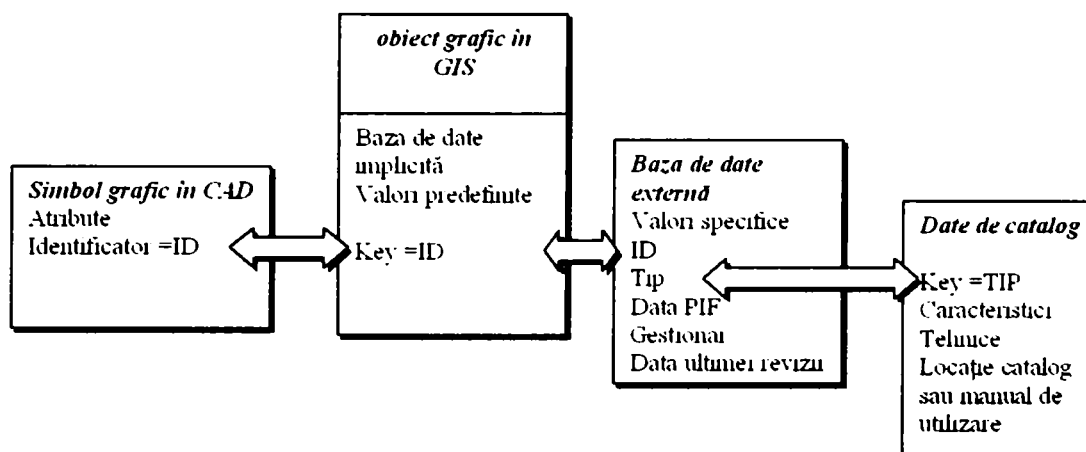 Simbol grafic în CAD
Atribute
Identificator =ID
obiect grafic în
GIS
Baza de date
implicită
Valori predefinite
Key =ID
Baza de date
externă
Valori specifice
ID
Tip
Data PIF
Gestionar
Data ultimei revizii
Date de catalog
Key =TIP
Caracteristici
Tehnice
Locație catalog
sau manual de
utilizare